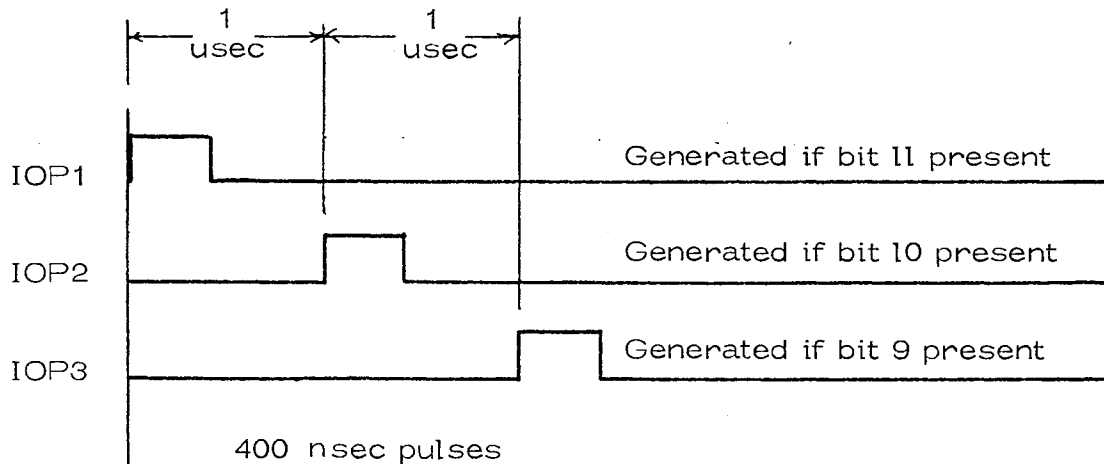 1
usec
1
usec
IOP1
Generated if bit 11 present
IOP2
Generated if bit 10 present
IOP3
Generated if bit 9 present
400 nsec pulses